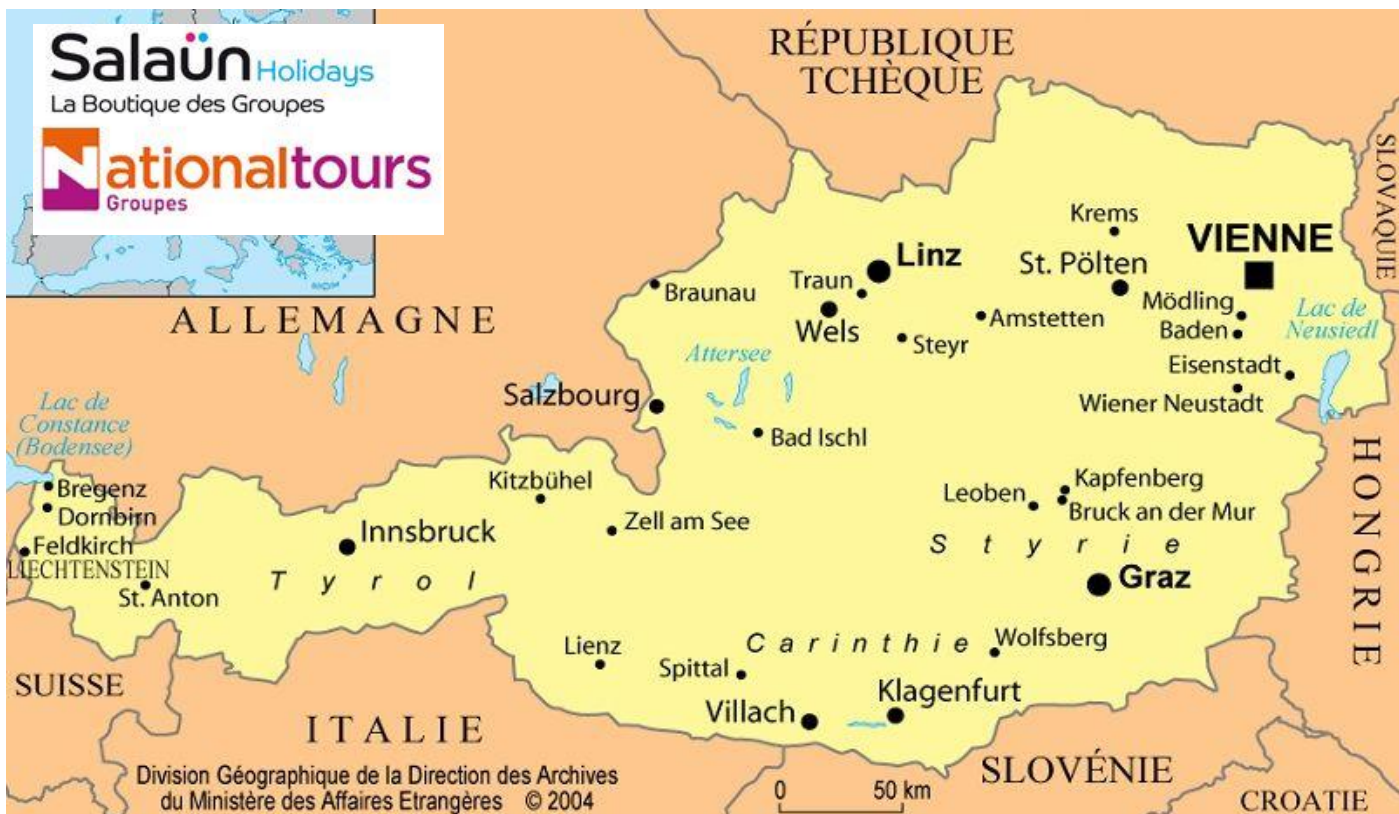 Salaün Holidays
La Boutique des Groupes
Nationaltours
Groupes
RÉPUBLIQUE
TCHÈQUE
SLOVAQUIE
ALLEMAGNE
Krems
VIENNE
Linz
St. Pölten
Traun
Braunau
Wels
Steyr
Amstetten
Mödling
Baden
Lac de
Neusiedl
Attersee
Eisenstadt
Wiener Neustadt
Salzbourg
Bad Ischl
Lac de
Constance
(Bodensee)
Bregenz
Dornbirn
Feldkirch
LIECHTENSTEIN
St. Anton
Innsbruck
Kitzbühel
Zell am See
Tyrol
Leoben
Kapfenberg
Bruck an der Mur
Styrie
Graz
HONGRIE
Carinthie
Wolfsberg
Lienz
Spittal
Villach
Klagenfurt
SUISSE
ITALIE
SLOVÉNIE
CROATIE
Division Géographique de la Direction des Archives
du Ministère des Affaires Etrangères © 2004
0 50 km